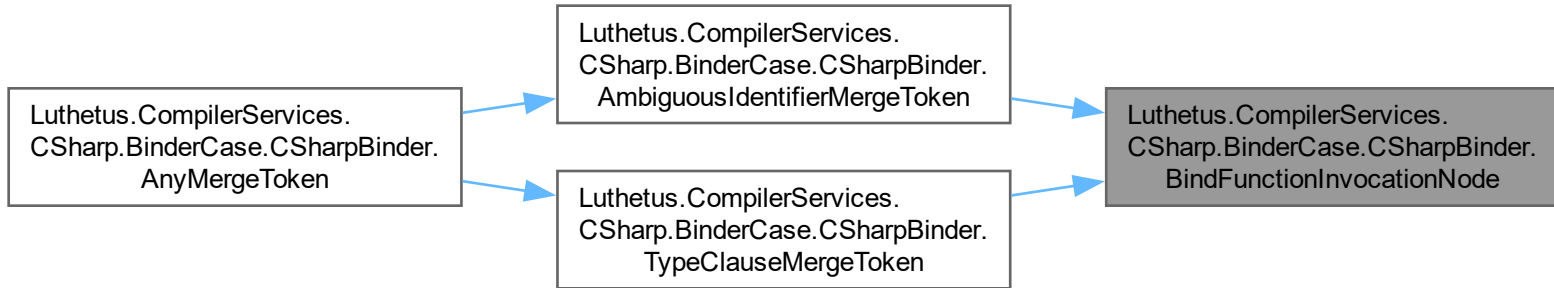 Luthetus.CompilerServices.
CSharp.BinderCase.CSharpBinder.
AnyMergeToken
Luthetus.CompilerServices.
CSharp.BinderCase.CSharpBinder.
AmbiguousIdentifierMergeToken
Luthetus.CompilerServices.
CSharp.BinderCase.CSharpBinder.
TypeClauseMergeToken
Luthetus.CompilerServices.
CSharp.BinderCase.CSharpBinder.
BindFunctionInvocationNode